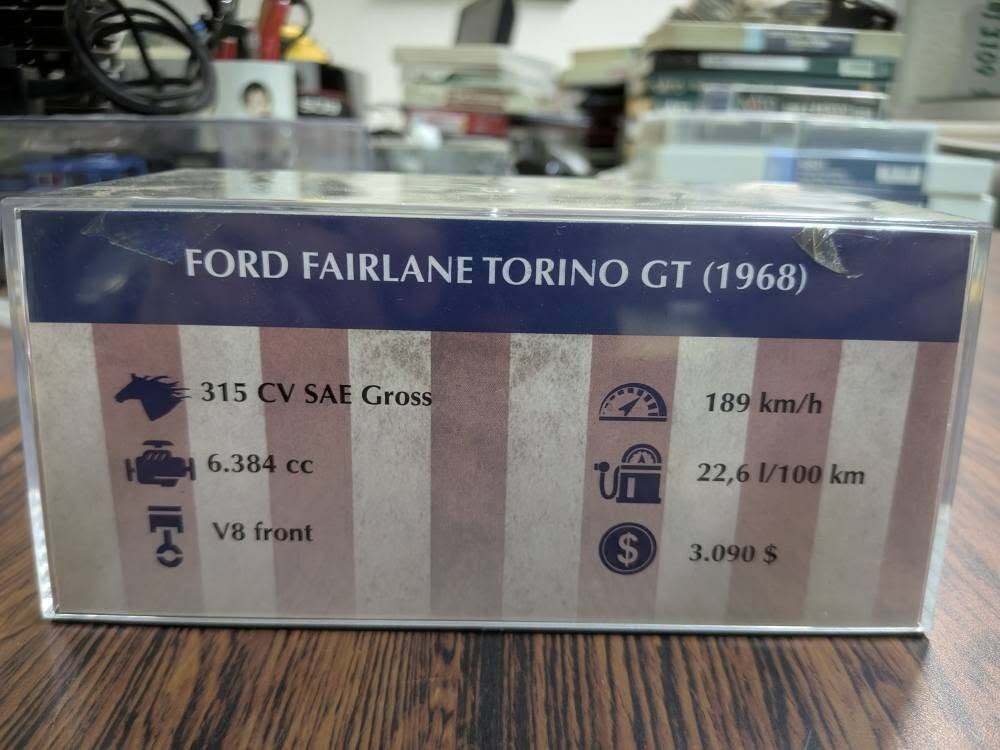 FORD FAIRLANE TORINO GT (1968)
315 CV SAE Gross
6.384 cc
V8 front
189 km/h
22,6 l/100 km
$
3.090 $